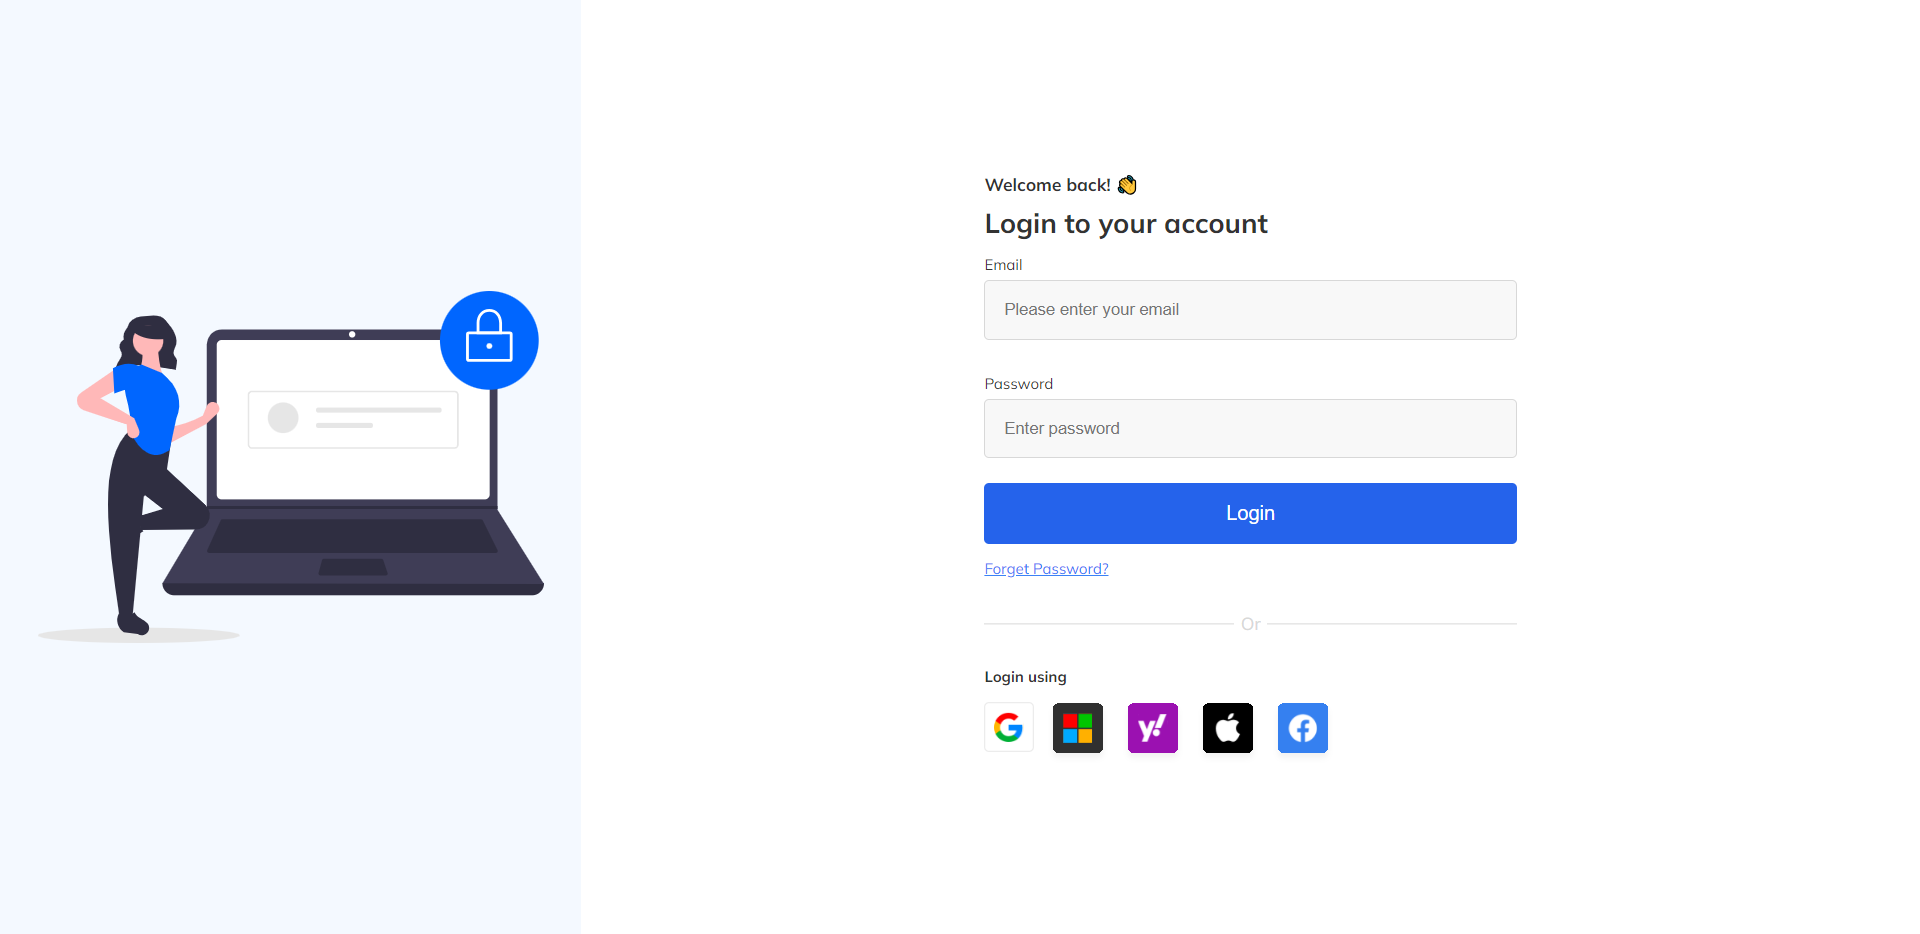 Welcome back! 👋
Login to your account
Email
Please enter your email
Password
Enter password
Login
Forget Password?
Or
Login using